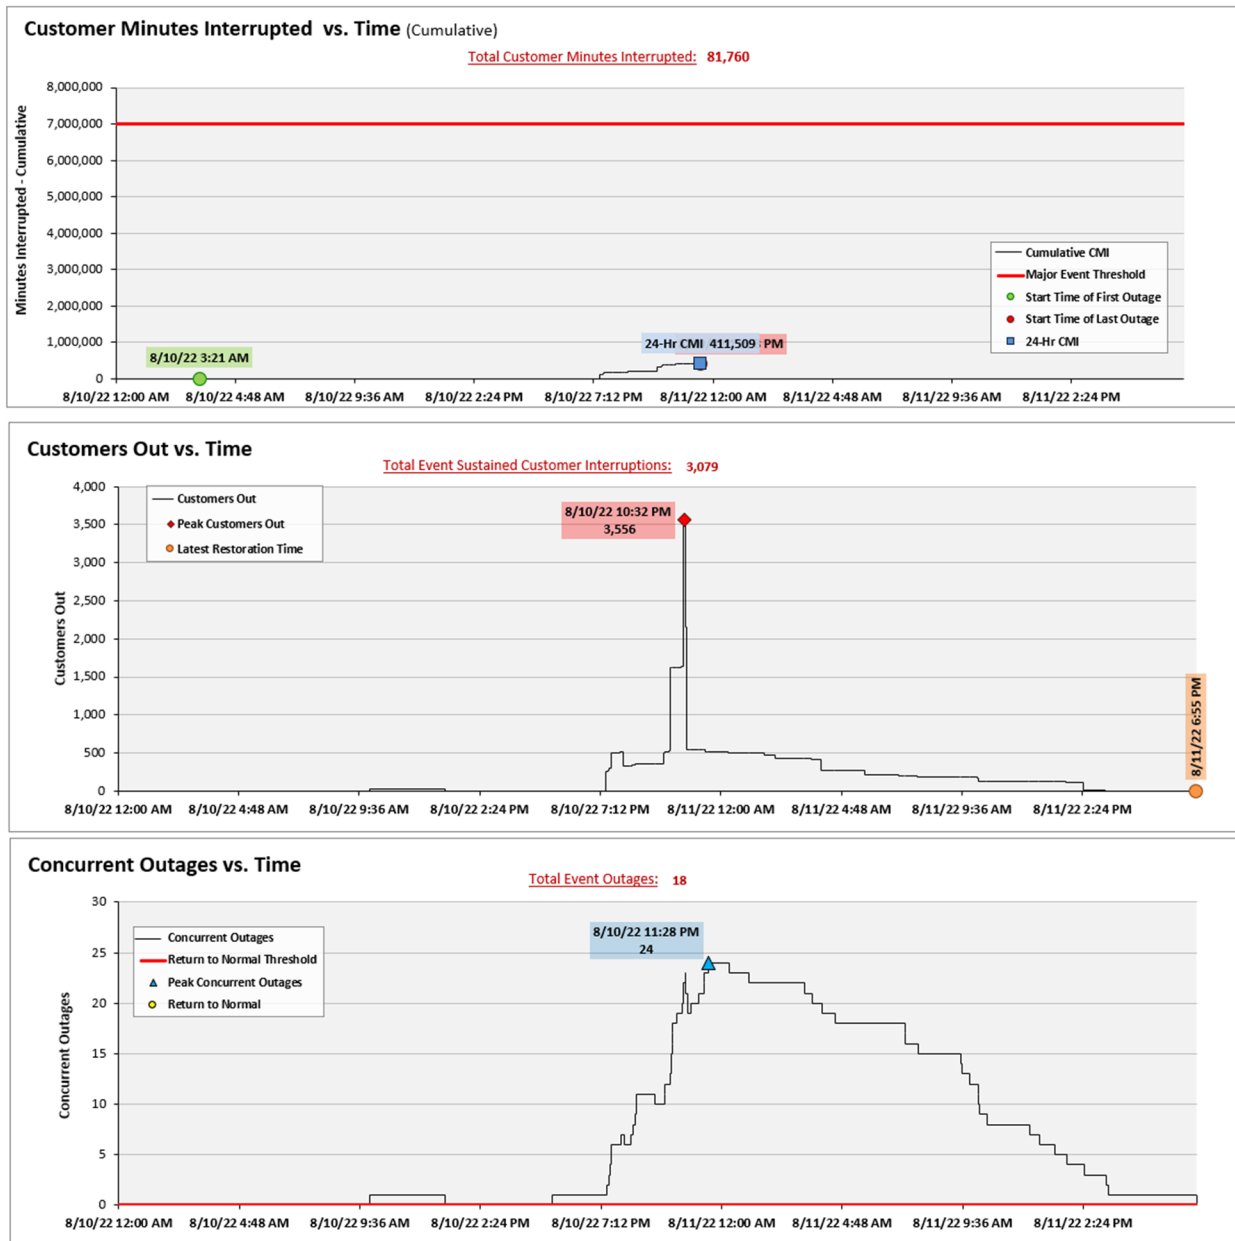 Customer Minutes Interrupted vs. Time (Cumulative)
Total Customer Minutes Interrupted: 81,760
Minutes Interrupted - Cumulative
8,000,000
7,000,000
6,000,000
5,000,000
4,000,000
3,000,000
2,000,000
1,000,000
0
Cumulative CMI
Major Event Threshold
Start Time of First Outage
Start Time of Last Outage
24-Hr CMI
8/10/22 3:21 AM
24-Hr CMI 411,509 PM
8/10/22 12:00 AM 8/10/22 4:48 AM 8/10/22 9:36 AM 8/10/22 2:24 PM 8/10/22 7:12 PM 8/11/22 12:00 AM 8/11/22 4:48 AM 8/11/22 9:36 AM 8/11/22 2:24 PM
Customers Out vs. Time
Total Event Sustained Customer Interruptions: 3,079
Customers Out
4,000
3,500
3,000
2,500
2,000
1,500
1,000
500
0
Customers Out
Peak Customers Out
Latest Restoration Time
8/10/22 10:32 PM
3,556
8/11/22 6:55 PM
8/10/22 12:00 AM 8/10/22 4:48 AM 8/10/22 9:36 AM 8/10/22 2:24 PM 8/10/22 7:12 PM 8/11/22 12:00 AM 8/11/22 4:48 AM 8/11/22 9:36 AM 8/11/22 2:24 PM
Concurrent Outages vs. Time
Total Event Outages: 18
Concurrent Outages
30
25
20
15
10
5
0
Concurrent Outages
Return to Normal Threshold
Peak Concurrent Outages
Return to Normal
8/10/22 11:28 PM
24
8/10/22 12:00 AM 8/10/22 4:48 AM 8/10/22 9:36 AM 8/10/22 2:24 PM 8/10/22 7:12 PM 8/11/22 12:00 AM 8/11/22 4:48 AM 8/11/22 9:36 AM 8/11/22 2:24 PM